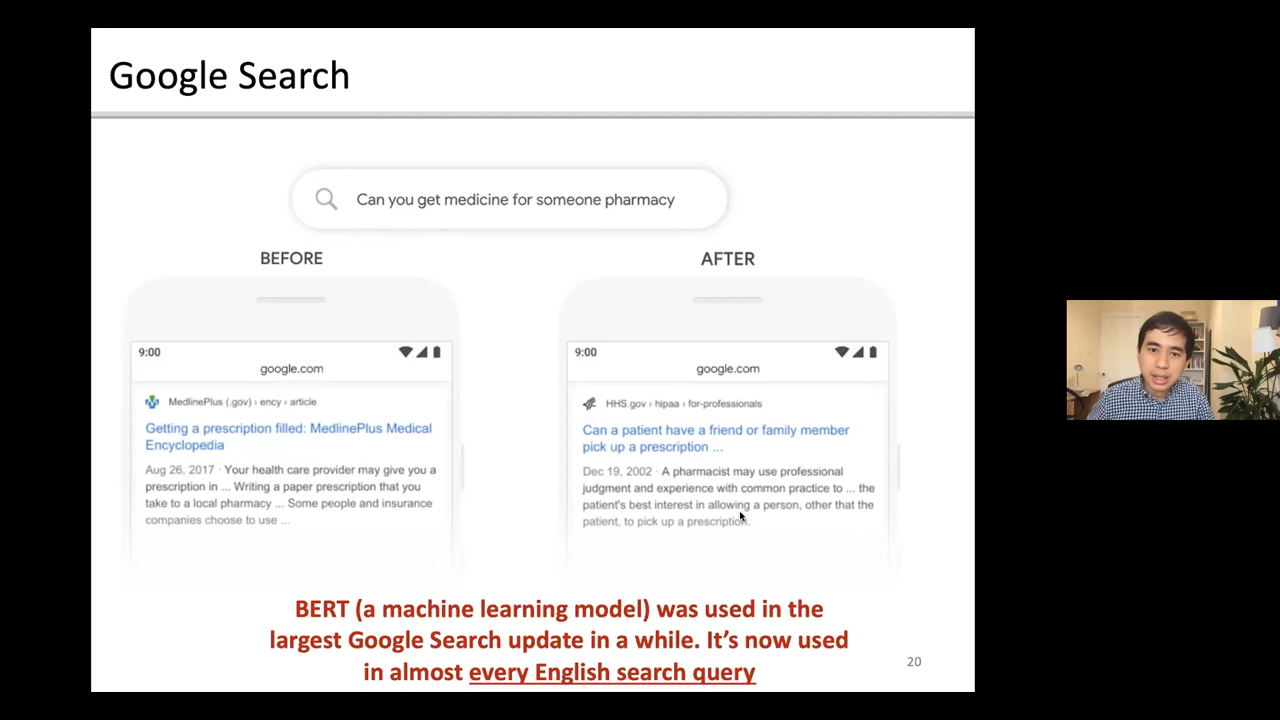 Google Search
Can you get medicine for someone pharmacy
BEFORE
AFTER
9:00
google.com
MedlinePlus (.gov) › ency › article
Getting a prescription filled: MedlinePlus Medical
Encyclopedia
Aug 26, 2017 · Your health care provider may give you a
prescription in ... Writing a paper prescription that you
take to a local pharmacy ... Some people and insurance
companies choose to use ...
9:00
google.com
HHS.gov › hipaa › for-professionals
Can a patient have a friend or family member
pick up a prescription ...
Dec 19, 2002 · A pharmacist may use professional
judgment and experience with common practice to ... the
patient's best interest in allowing a person, other that the
patient, to pick up a prescription.
BERT (a machine learning model) was used in the
largest Google Search update in a while. It’s now used
in almost every English search query
20